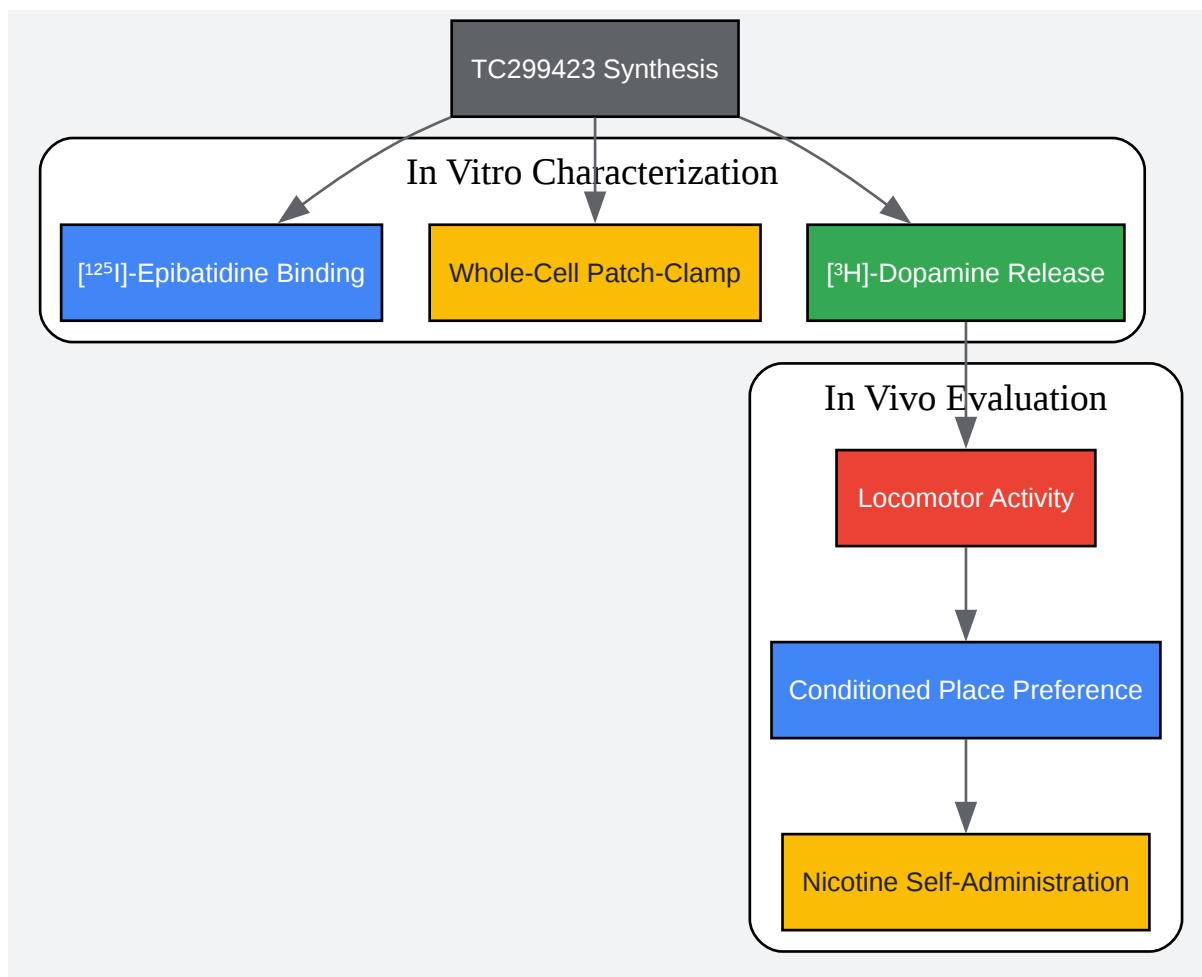 TC299423 Synthesis
In Vitro Characterization
[¹²⁵I]-Epibatidine Binding
Whole-Cell Patch-Clamp
[³H]-Dopamine Release
In Vivo Evaluation
Locomotor Activity
Conditioned Place Preference
Nicotine Self-Administration